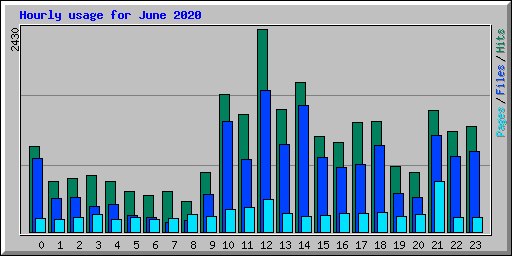 Hourly usage for June 2020
2430
Pages/Files/Hits
0 1 2 3 4 5 6 7 8 9 10 11 12 13 14 15 16 17 18 19 20 21 22 23